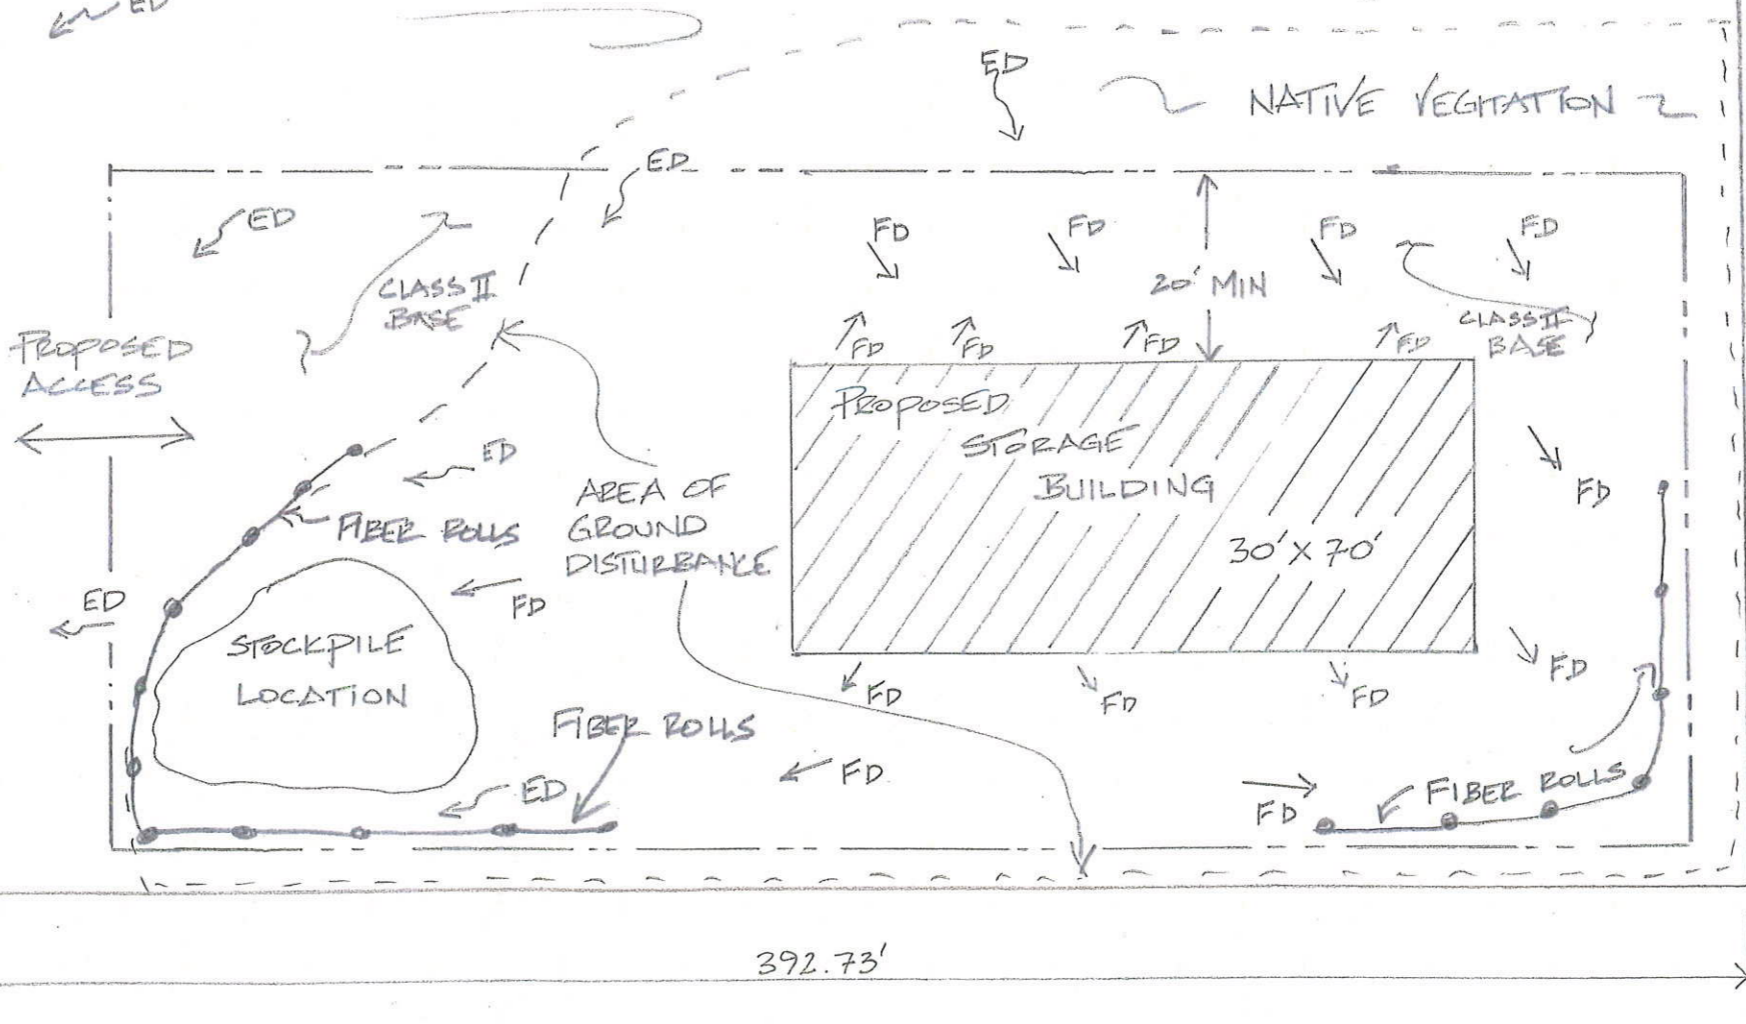 ED
ED
NATIVE VEGITATION
ED
ED
FD
FD
FD
FD
CLASS II
BASE
20' MIN
CLASS II
BASE
PROPOSED
ACCESS
FD
FD
FD
FD
PROPOSED
STORAGE
BUILDING
30' X 70'
ED
AREA OF
GROUND
DISTURBANCE
FIBER ROLLS
FD
FD
ED
STOCKPILE
LOCATION
FD
FD
FD
FD
FIBER ROLLS
ED
FD
FD
FIBER ROLLS
392.73'